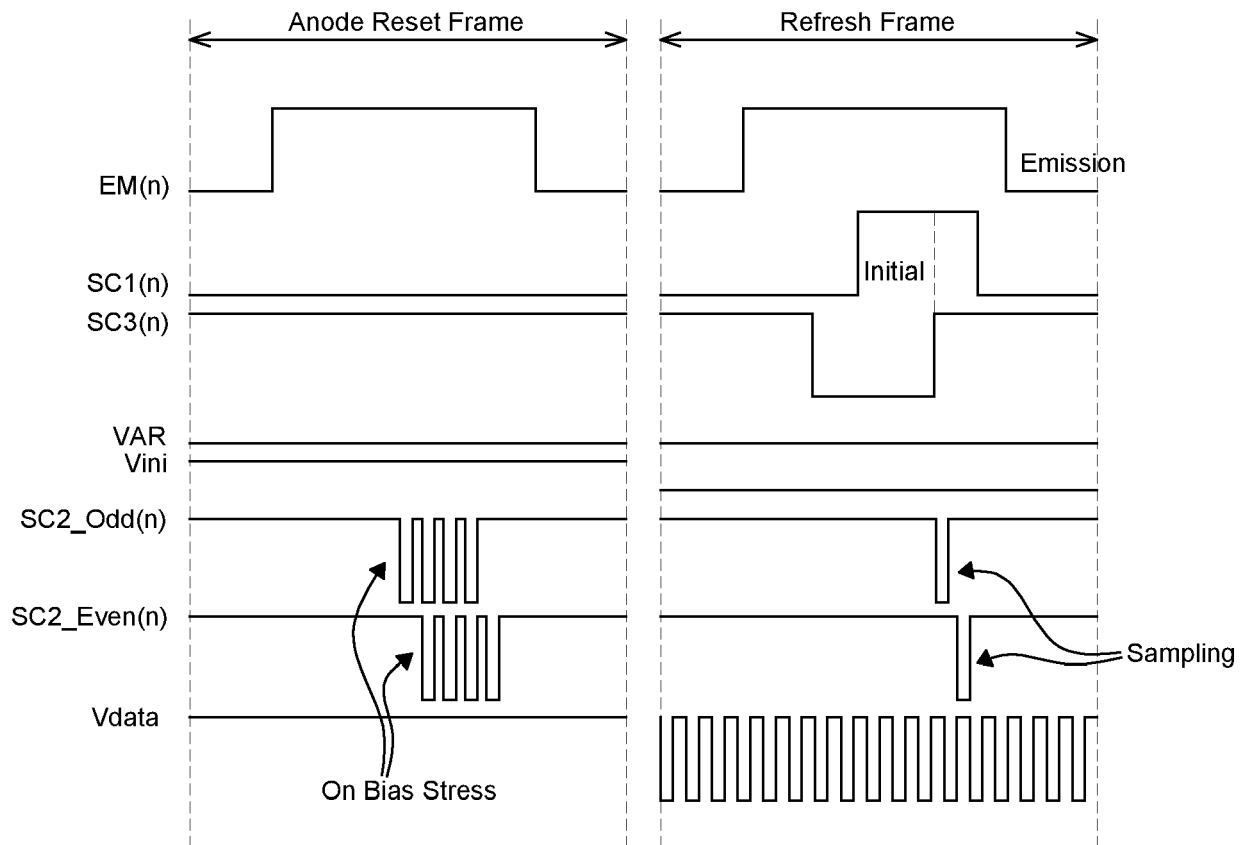 Anode Reset Frame
Refresh Frame
EM(n)
Emission
SC1(n)
Initial
SC3(n)
VAR
Vini
SC2_Odd(n)
SC2_Even(n)
Sampling
Vdata
On Bias Stress